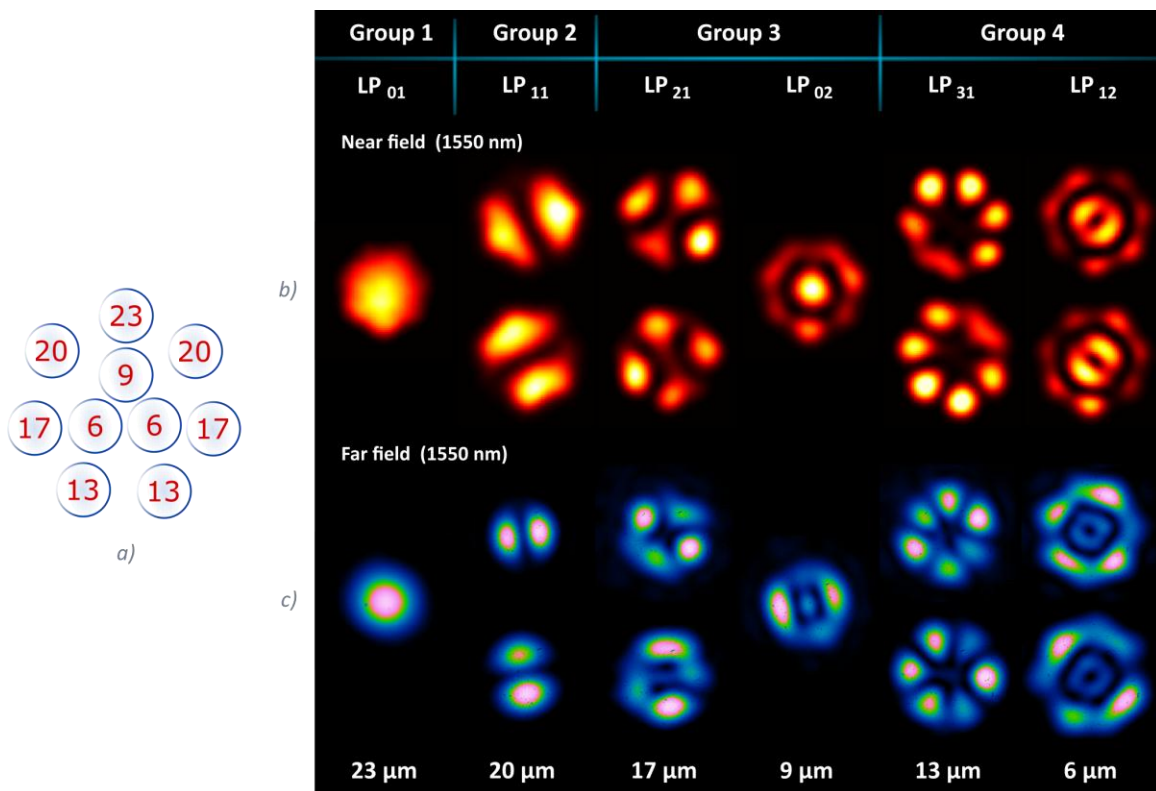 Group 1 Group 2 Group 3 Group 4
LP 01 LP 11 LP 21 LP 02 LP 31 LP 12
Near field (1550 nm)
b)
23
20 20
9
17 6 6 17
13 13
a)
Far field (1550 nm)
c)
23 µm 20 µm 17 µm 9 µm 13 µm 6 µm